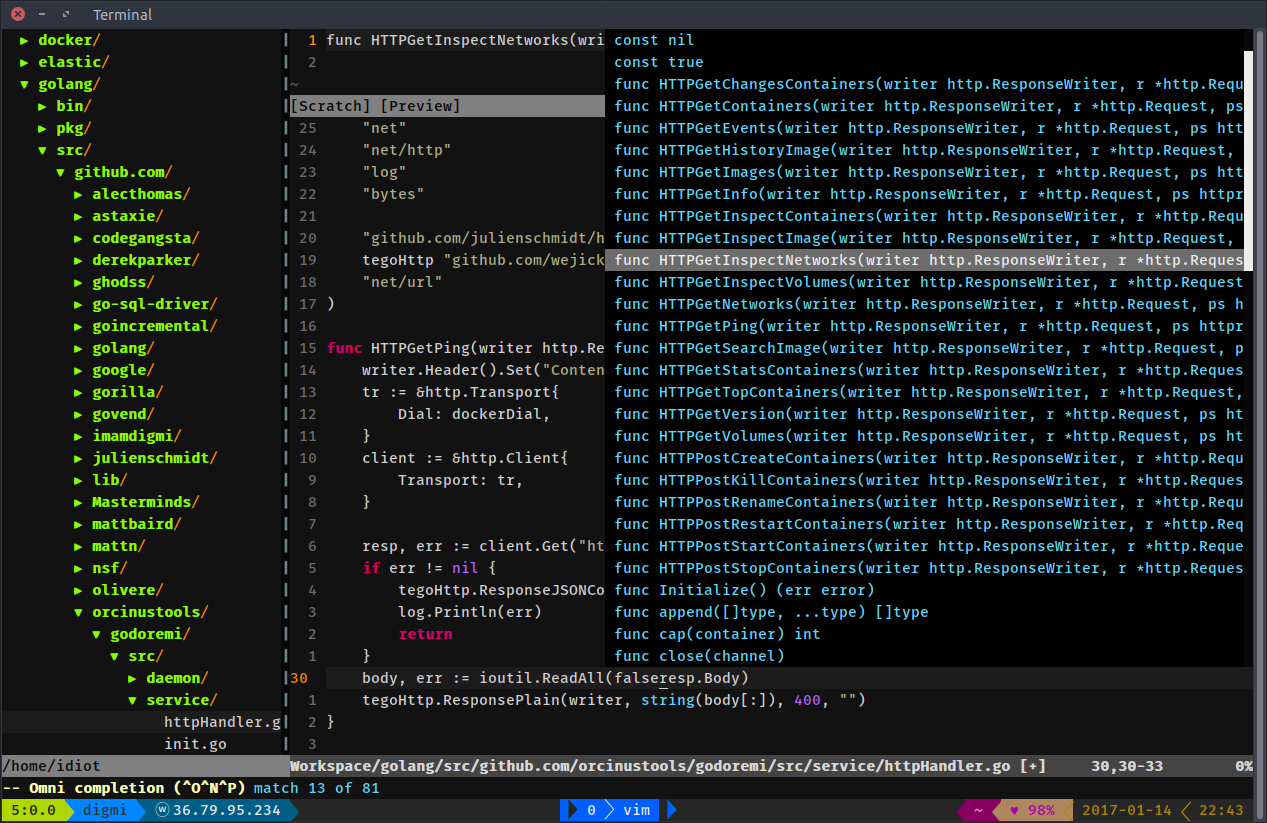 Terminal
▶ docker/
▶ elastic/
▼ golang/
▶ bin/
▶ pkg/
▼ src/
▼ github.com/
▶ alecthomas/
▶ astaxie/
▶ codegangsta/
▶ derekparker/
▶ ghodss/
▶ go-sql-driver/
▶ goincremental/
▶ golang/
▶ google/
▶ gorilla/
▶ govend/
▶ imamdigmi/
▶ julienschmidt/
▶ lib/
▶ Masterminds/
▶ mattbaird/
▶ mattn/
▶ nsf/
▶ olivere/
▼ orcinustools/
▼ godoremi/
▼ src/
▶ daemon/
▼ service/
httpHandler.g
init.go
/home/idiot
1 func HTTPGetInspectNetworks(wri
2
~
[Scratch] [Preview]
25 "net"
24 "net/http"
23 "log"
22 "bytes"
21
20 "github.com/julienschmidt/h
19 tegoHttp "github.com/wejick
18 "net/url"
17 )
16
15 func HTTPGetPing(writer http.Re
14 writer.Header().Set("Conten
13 tr := &http.Transport{
12 Dial: dockerDial,
11 }
10 client := &http.Client{
9 Transport: tr,
8 }
7
6 resp, err := client.Get("ht
5 if err != nil {
4 tegoHttp.ResponseJSONCo
3 log.Println(err)
2 return
1 }
30 body, err := ioutil.ReadAll(falseresp.Body)
1 tegoHttp.ResponsePlain(writer, string(body[:]), 400, "")
2 }
3
const nil
const true
func HTTPGetChangesContainers(writer http.ResponseWriter, r *http.Requ
func HTTPGetContainers(writer http.ResponseWriter, r *http.Request, ps
func HTTPGetEvents(writer http.ResponseWriter, r *http.Request, ps htt
func HTTPGetHistoryImage(writer http.ResponseWriter, r *http.Request,
func HTTPGetImages(writer http.ResponseWriter, r *http.Request, ps htt
func HTTPGetInfo(writer http.ResponseWriter, r *http.Request, ps httpr
func HTTPGetInspectContainers(writer http.ResponseWriter, r *http.Requ
func HTTPGetInspectImage(writer http.ResponseWriter, r *http.Request,
func HTTPGetInspectNetworks(writer http.ResponseWriter, r *http.Reques
func HTTPGetInspectVolumes(writer http.ResponseWriter, r *http.Request
func HTTPGetNetworks(writer http.ResponseWriter, r *http.Request, ps h
func HTTPGetPing(writer http.ResponseWriter, r *http.Request, ps httpr
func HTTPGetSearchImage(writer http.ResponseWriter, r *http.Request, p
func HTTPGetStatsContainers(writer http.ResponseWriter, r *http.Reques
func HTTPGetTopContainers(writer http.ResponseWriter, r *http.Request,
func HTTPGetVersion(writer http.ResponseWriter, r *http.Request, ps ht
func HTTPGetVolumes(writer http.ResponseWriter, r *http.Request, ps ht
func HTTPPostCreateContainers(writer http.ResponseWriter, r *http.Requ
func HTTPPostKillContainers(writer http.ResponseWriter, r *http.Reques
func HTTPPostRenameContainers(writer http.ResponseWriter, r *http.Requ
func HTTPPostRestartContainers(writer http.ResponseWriter, r *http.Req
func HTTPPostStartContainers(writer http.ResponseWriter, r *http.Reque
func HTTPPostStopContainers(writer http.ResponseWriter, r *http.Reques
func Initialize() (err error)
func append([]type, ...type) []type
func cap(container) int
func close(channel)
Workspace/golang/src/github.com/orcinustools/godoremi/src/service/httpHandler.go [+] 30,30-33 0%
-- Omni completion (^O^N^P) match 13 of 81
5:0.0 digmi ⓦ 36.79.95.234 0 vim ~ ♥ 98% 2017-01-14 22:43